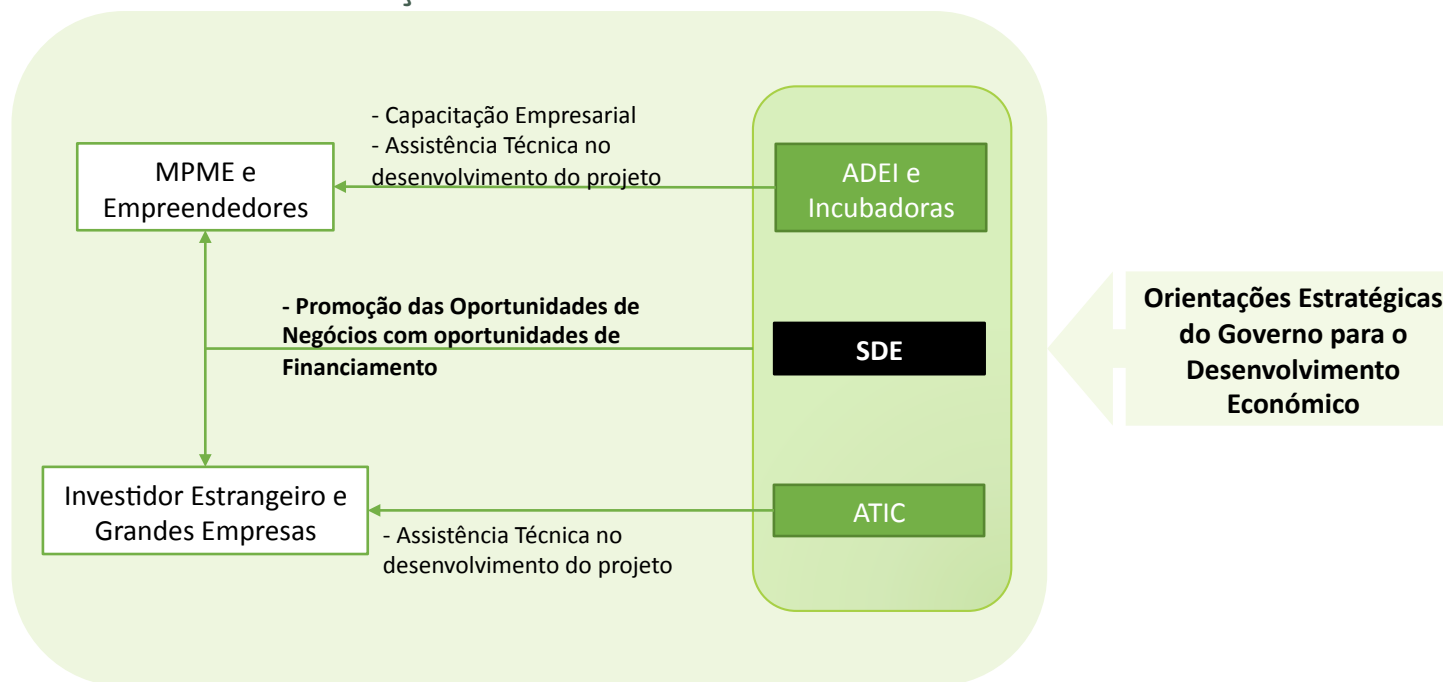 - Capacitação Empresarial
- Assistência Técnica no
desenvolvimento do projeto
MPME e
Empreendedores
ADEI e
Incubadoras
- Promoção das Oportunidades de
Negócios com oportunidades de
Financiamento
SDE
Orientações Estratégicas
do Governo para o
Desenvolvimento
Económico
Investidor Estrangeiro e
Grandes Empresas
ATIC
- Assistência Técnica no
desenvolvimento do projeto